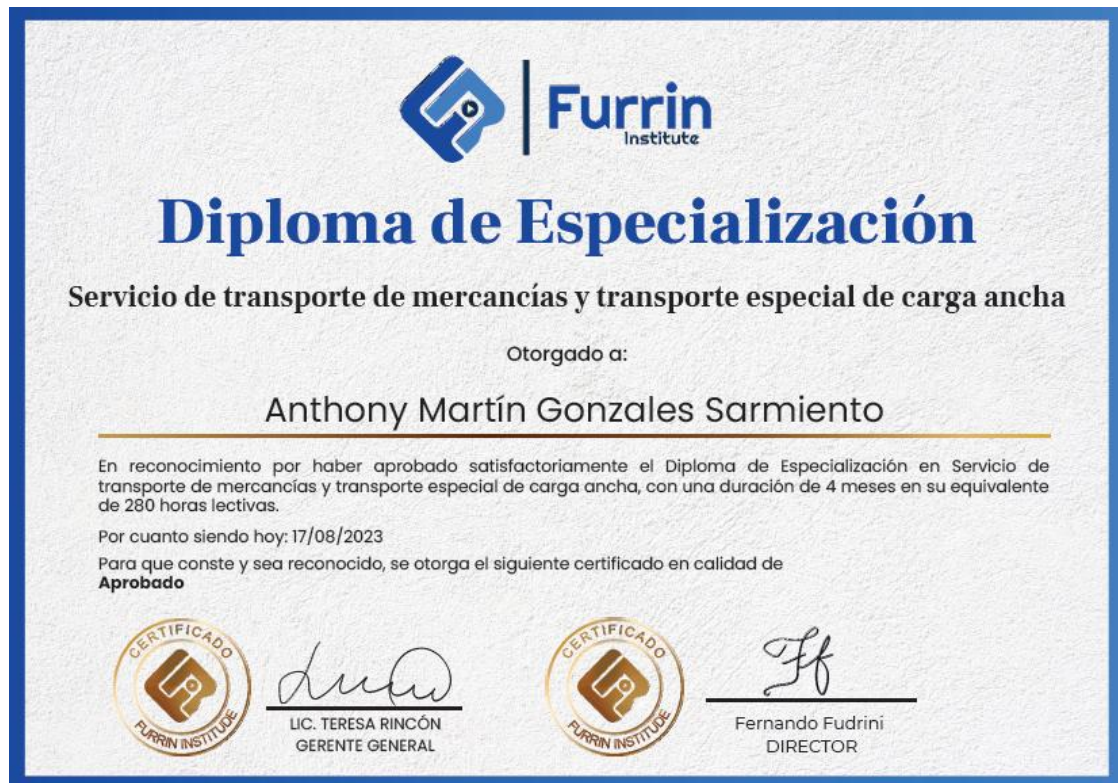 Furrin
Institute
Diploma de Especialización
Servicio de transporte de mercancías y transporte especial de carga ancha
Otorgado a:
Anthony Martín Gonzales Sarmiento
En reconocimiento por haber aprobado satisfactoriamente el Diploma de Especialización en Servicio de
transporte de mercancías y transporte especial de carga ancha, con una duración de 4 meses en su equivalente
de 280 horas lectivas.
Por cuanto siendo hoy: 17/08/2023
Para que conste y sea reconocido, se otorga el siguiente certificado en calidad de
Aprobado
CERTIFICADO
FURRIN INSTITUDE
LIC. TERESA RINCÓN
GERENTE GENERAL
CERTIFICADO
FURRIN INSTITUDE
Fernando Fudrini
DIRECTOR